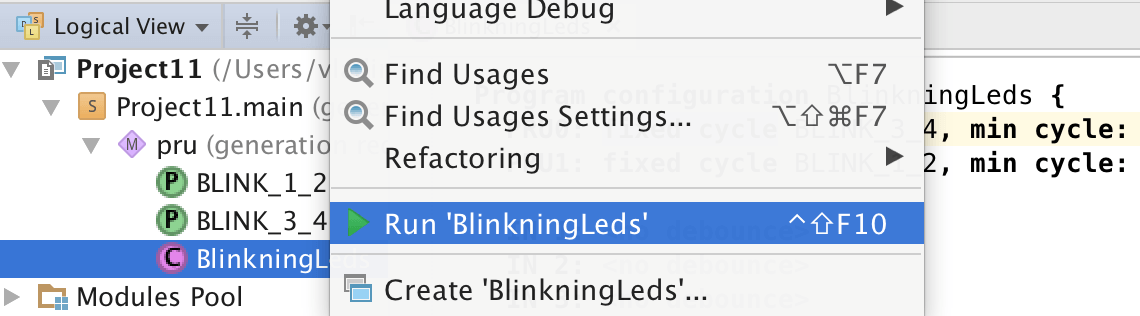 Language Debug
Logical View
BlinkningLeds
Project11 (/Users/v
Find Usages ⌥F7
Program configuration BlinkningLeds {
Project11.main (g
Find Usages Settings... ⌥⇧⌘F7
PRU0: fixed cycle BLINK_3_4, min cycle:
pru (generation
Refactoring
PRU1: fixed cycle BLINK_1_2, min cycle:
BLINK_1_2
BLINK_3_4
Run 'BlinkningLeds' ^⇧F10
<no debounce>
BlinkningLeds
IN 2: <no debounce>
Modules Pool
Create 'BlinkningLeds'...
<no debounce>